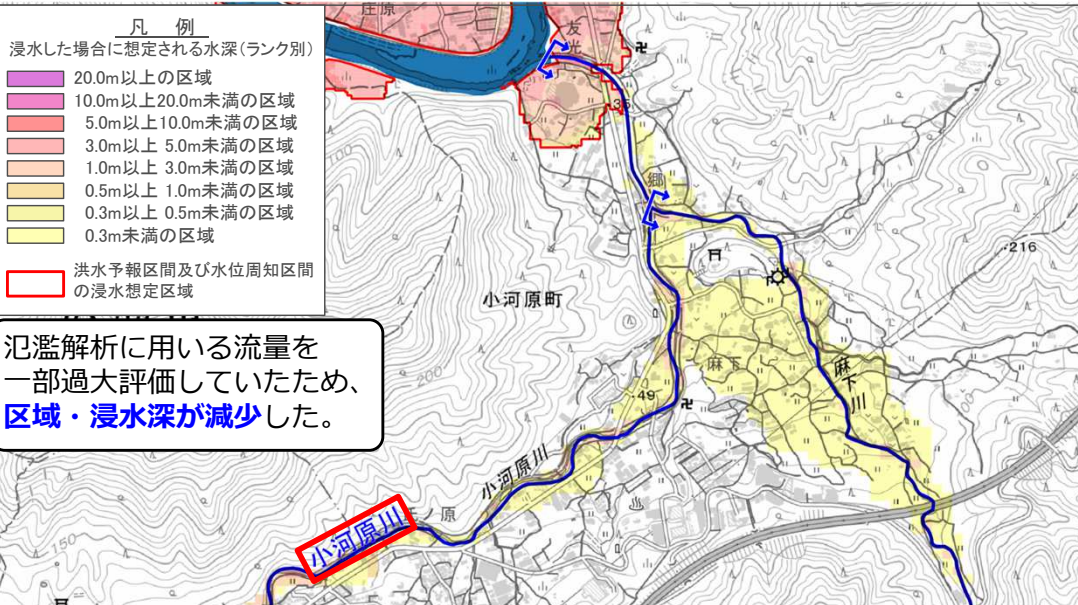 凡 例
浸水した場合に想定される水深(ランク別)
20.0m以上の区域
10.0m以上20.0m未満の区域
5.0m以上10.0m未満の区域
3.0m以上 5.0m未満の区域
1.0m以上 3.0m未満の区域
0.5m以上 1.0m未満の区域
0.3m以上 0.5m未満の区域
0.3m未満の区域
洪水予報区間及び水位周知区間
の浸水想定区域
氾濫解析に用いる流量を
一部過大評価していたため、
区域・浸水深が減少した。
庄原
友光
35
郷
216
小河原町
麻下
麻下川
49
200
100
小河原川
ノ原
小河原川
150